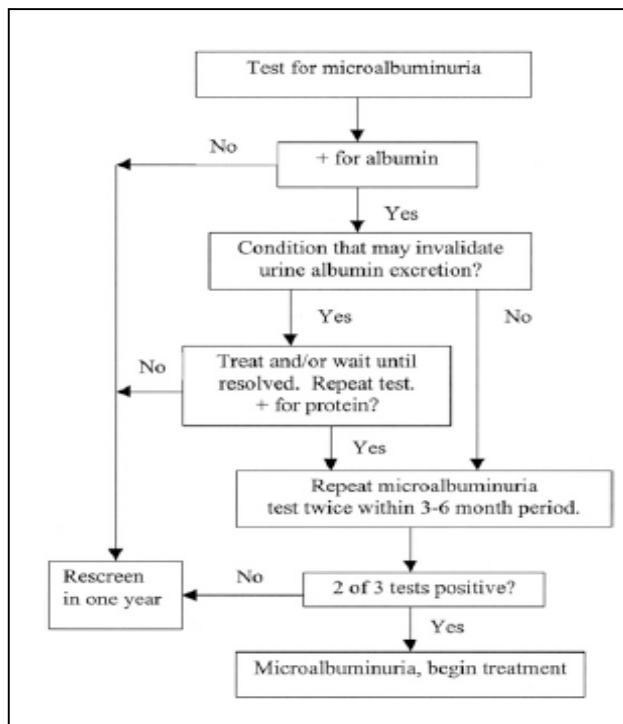 Test for microalbuminuria
No
+ for albumin
Yes
Condition that may invalidate
urine albumin excretion?
Yes
No
No
Treat and/or wait until
resolved. Repeat test.
+ for protein?
Yes
Repeat microalbuminuria
test twice within 3-6 month period.
Rescreen
in one year
No
2 of 3 tests positive?
Yes
Microalbuminuria, begin treatment